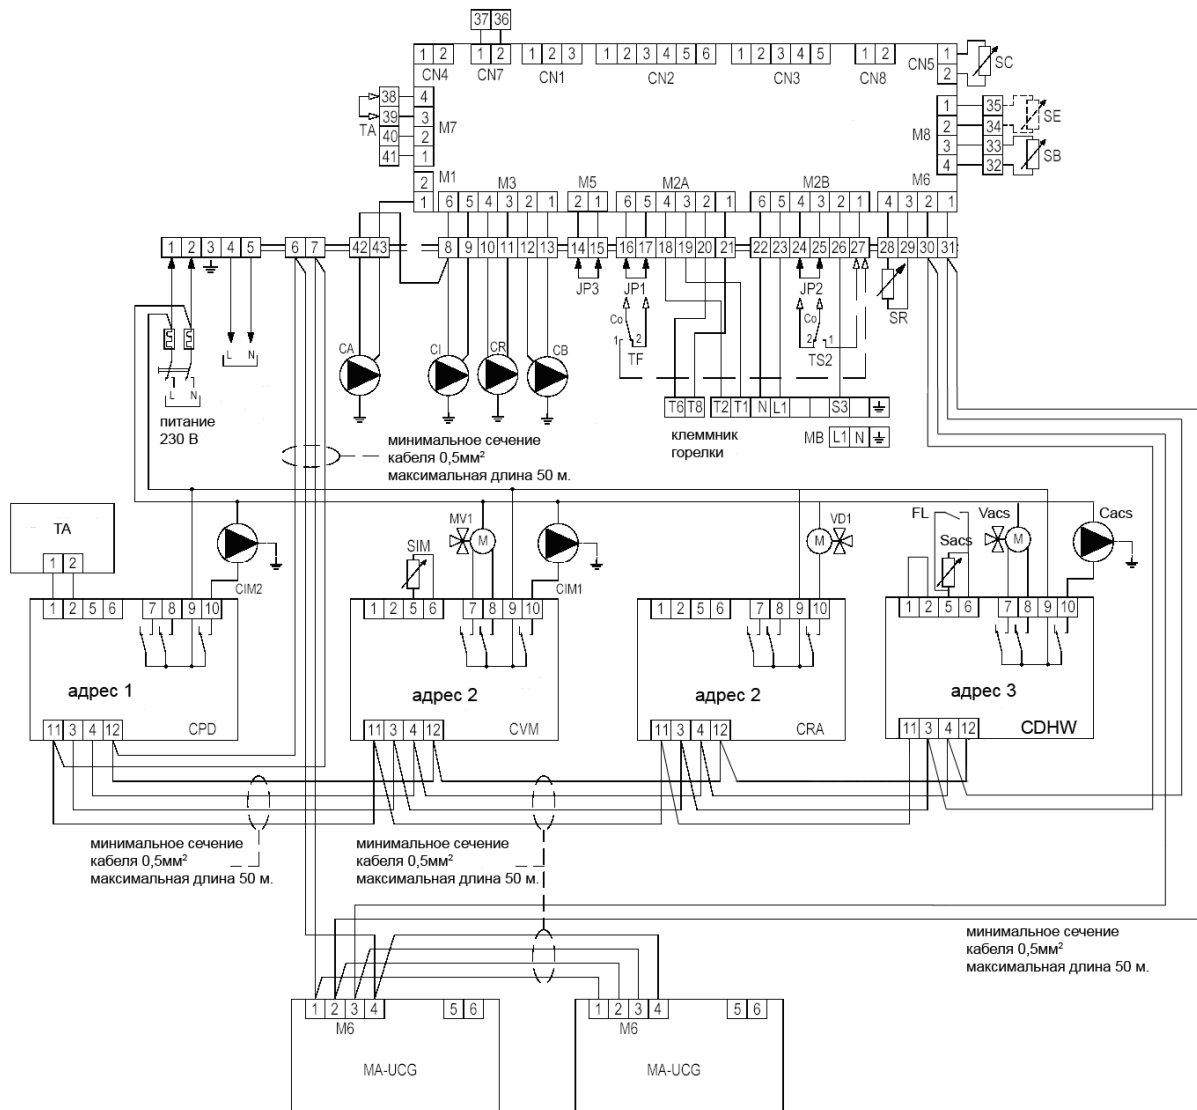 37 36
1 2
1 2
1 2 3
1 2 3 4 5 6
1 2 3 4 5
1 2
CN4
CN7
CN1
CN2
CN3
CN8
CN5
1
2
SC
38
39
40
41
TA
4
3
2
1
M7
1
2
3
4
M8
35
34
33
32
SE
SB
M1
2
1
M3
6 5 4 3 2 1
M5
2 1
M2A
6 5 4 3 2 1
M2B
6 5 4 3 2 1
M6
4 3 2 1
1 2 3 4 5
6 7
42 43
8 9 10 11 12 13
14 15
16 17 18 19 20 21
22 23 24 25 26 27
28 29 30 31
JP3
JP1
JP2
SR
Co
1 2
TF
Co
2 1
TS2
L N
L N
питание
230 В
CA
CI
CR
CB
T6 T8
T2 T1 N L1 S3
клеммник
горелки
MB L1 N
минимальное сечение
кабеля 0,5мм²
максимальная длина 50 м.
TA
1 2
CIM2
MV1
M
SIM
CIM1
VD1
M
FL
Sacs
Vacs
M
Cacs
1 2 5 6
7 8 9 10
адрес 1
11 3 4 12
CPD
1 2 5 6
7 8 9 10
адрес 2
11 3 4 12
CVM
1 2 5 6
7 8 9 10
адрес 2
11 3 4 12
CRA
1 2 5 6
7 8 9 10
адрес 3
11 3 4 12
CDHW
минимальное сечение
кабеля 0,5мм²
максимальная длина 50 м.
минимальное сечение
кабеля 0,5мм²
максимальная длина 50 м.
минимальное сечение
кабеля 0,5мм²
максимальная длина 50 м.
1 2 3 4
5 6
M6
MA-UCG
1 2 3 4
5 6
M6
MA-UCG